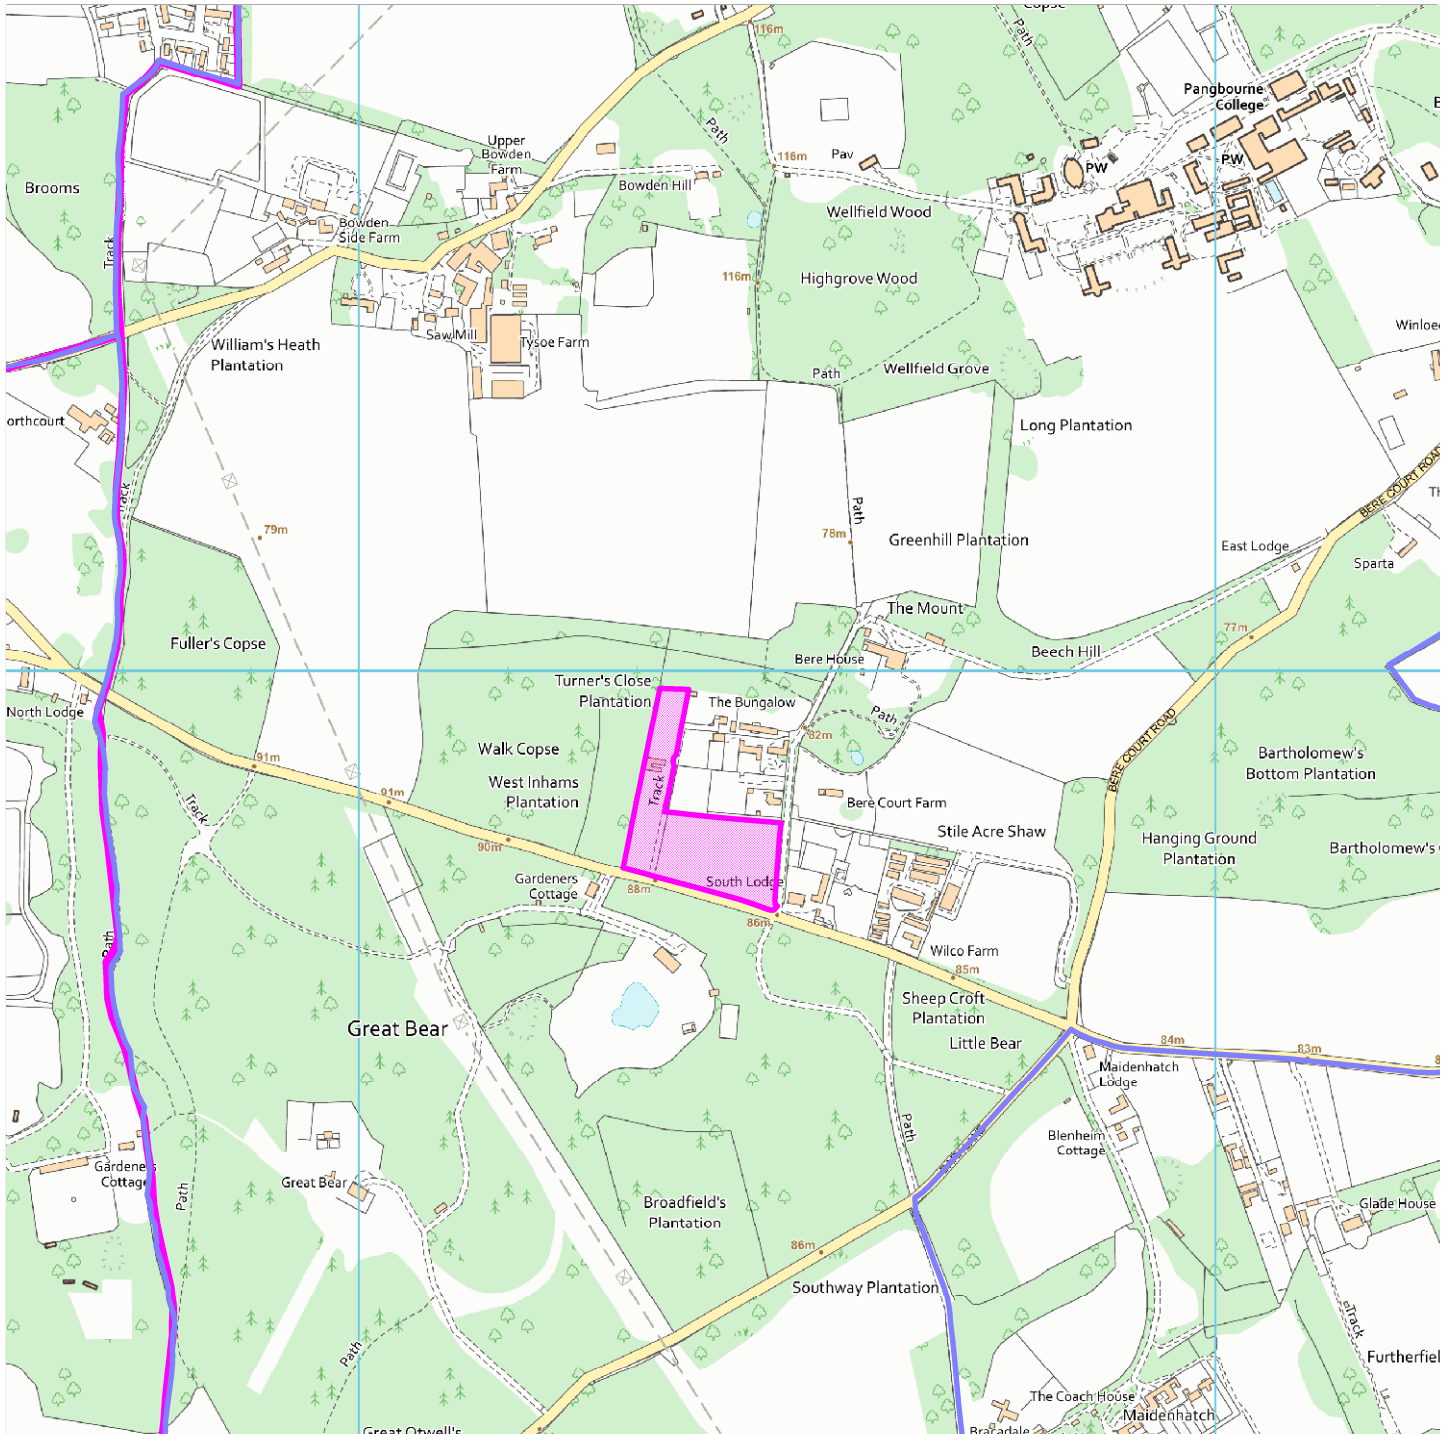 Copse
116m
Path
Pangbourne
College
Upper
Bowden
Farm
Path
116m
Pav
PW
PW
Brooms
Bowden Hill
Wellfield Wood
Bowden
Side Farm
Track
116m
Highgrove Wood
Saw Mill
Tysoe Farm
William's Heath
Plantation
Path
Wellfield Grove
orthcourt
Long Plantation
Track
BERE COURT ROAD
Path
79m
78m
Greenhill Plantation
East Lodge
Sparta
The Mount
77m
Fuller's Copse
Bere House
Beech Hill
Turner's Close
Plantation
The Bungalow
North Lodge
Path
82m
BERE COURT ROAD
Walk Copse
91m
Bartholomew's
Bottom Plantation
West Inhams
Plantation
Track
91m
Track
Bere Court Farm
Stile Acre Shaw
90m
Hanging Ground
Plantation
Bartholomew's
Gardeners
Cottage
88m
South Lodge
86m
Path
Wilco Farm
85m
Sheep Croft
Plantation
Great Bear
Little Bear
84m
83m
Maidenhatch
Lodge
Path
Blenheim
Cottage
Gardeners
Cottage
Path
Great Bear
Broadfield's
Plantation
Glade House
86m
Southway Plantation
Track
Path
Furtherfiel
The Coach House
Maidenhatch
Bracadale
Great Otwell's